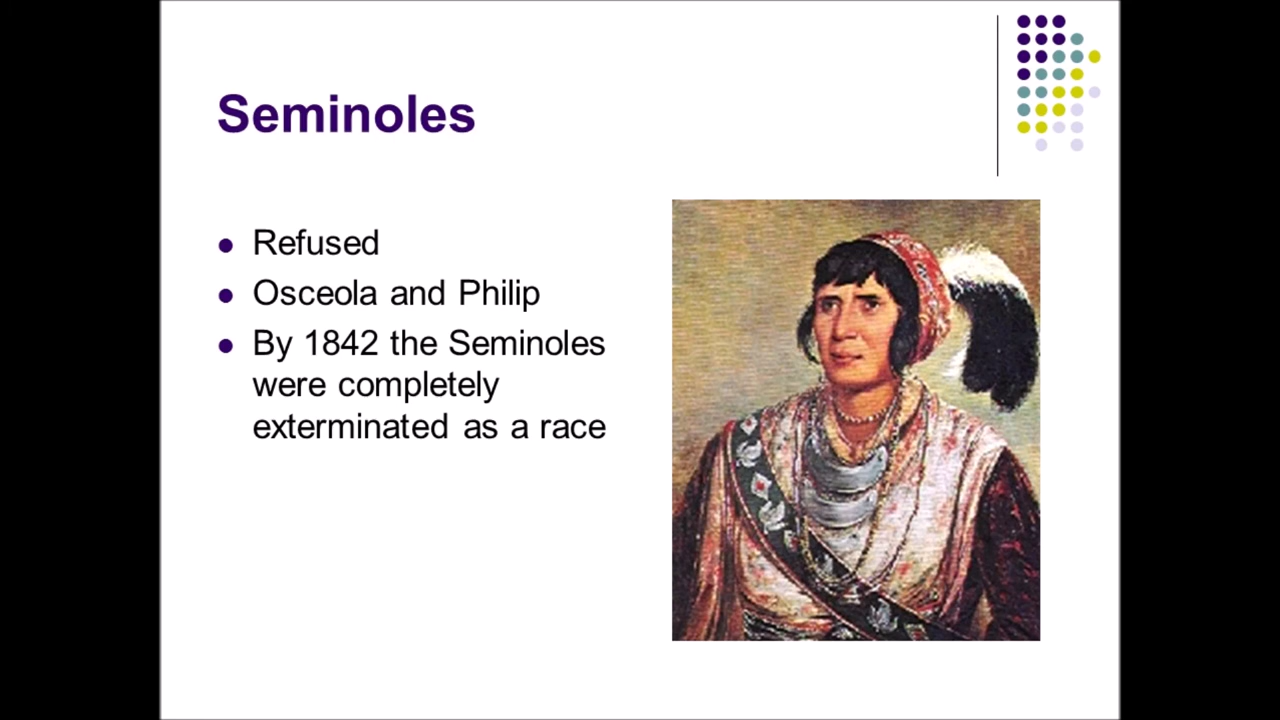 Seminoles
Refused
Osceola and Philip
By 1842 the Seminoles
were completely
exterminated as a race